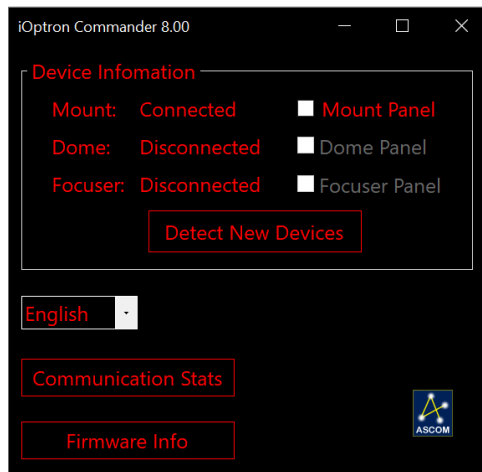 iOptron Commander 8.00
Device Infomation
Mount: Connected Mount Panel
Dome: Disconnected Dome Panel
Focuser: Disconnected Focuser Panel
Detect New Devices
English
Communication Stats
ASCOM
Firmware Info